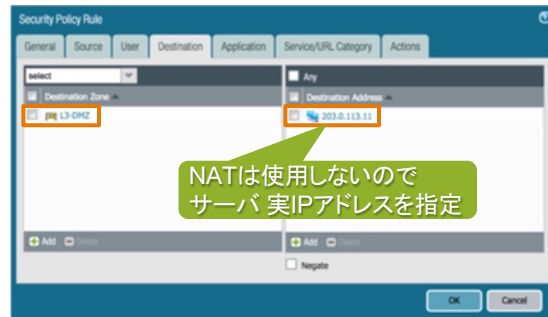 Security Policy Rule
General Source User Destination Application Service/URL Category Actions
select
Destination Zone
L3-DMZ
Any
Destination Address
203.0.113.11
NATは使用しないので
サーバ 実IPアドレスを指定
Add Delete
Add Delete
Negate
OK Cancel